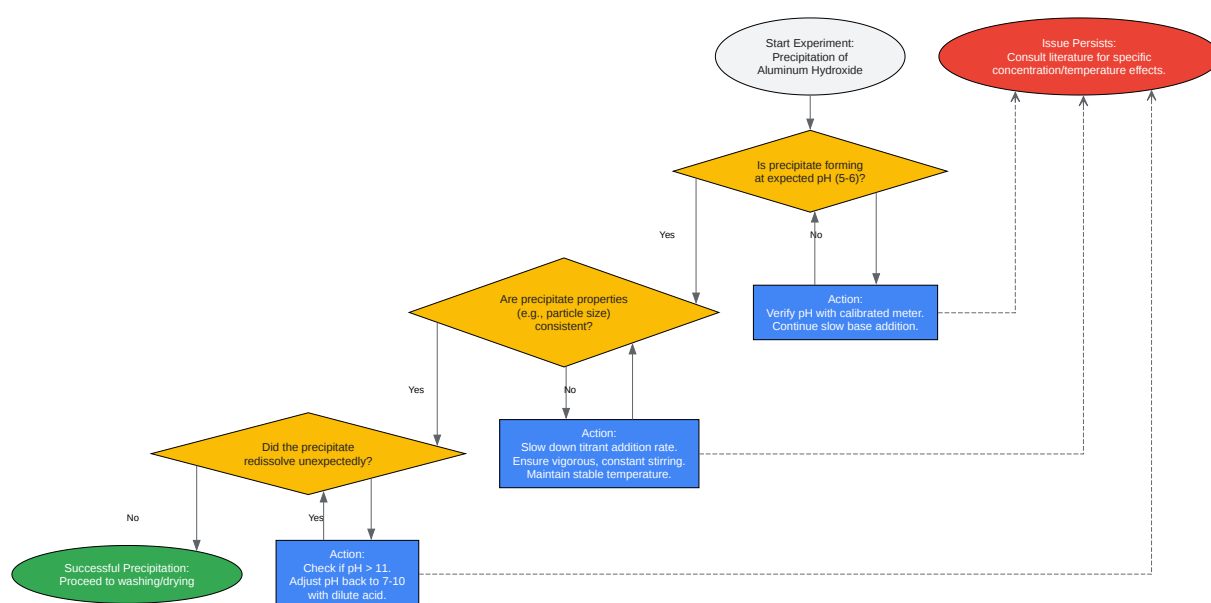 Start Experiment:
Precipitation of
Aluminum Hydroxide
Issue Persists:
Consult literature for specific
concentration/temperature effects.
Is precipitate forming
at expected pH (5-6)?
Yes
No
Action:
Verify pH with calibrated meter.
Continue slow base addition.
Are precipitate properties
(e.g., particle size)
consistent?
Yes
No
Action:
Slow down titrant addition rate.
Ensure vigorous, constant stirring.
Maintain stable temperature.
Did the precipitate
redissolve unexpectedly?
No
Yes
Successful Precipitation:
Proceed to washing/drying
Action:
Check if pH > 11.
Adjust pH back to 7-10
with dilute acid.